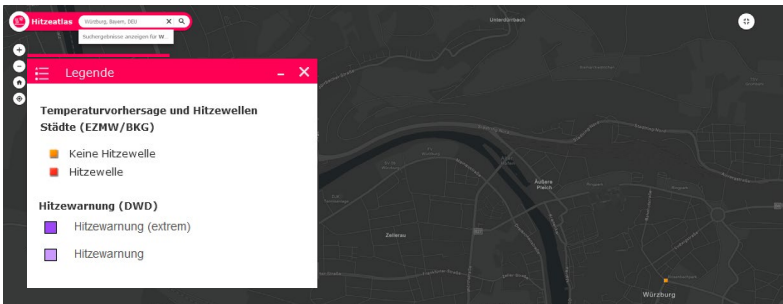 Hitzeatlas
Würzburg, Bayern, DEU
Suchergebnisse anzeigen für W..
Unterdürrbach
Legende
Temperaturvorhersage und Hitzewellen
Städte (EZMW/BKG)
Keine Hitzewelle
Hitzewelle
Hitzewarnung (DWD)
Hitzewarnung (extrem)
Hitzewarnung
Äußere
Pleich
Zellerau
Würzburg